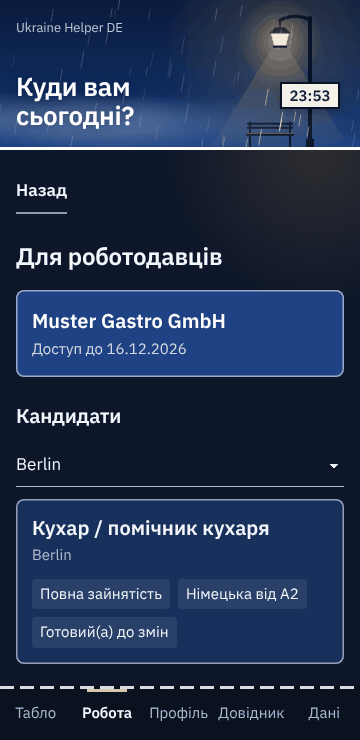 Ukraine Helper DE
Куди вам
сьогодні?
23:53
Назад
Для роботодавців
Muster Gastro GmbH
Доступ до 16.12.2026
Кандидати
Berlin
Кухар / помічник кухаря
Berlin
Повна зайнятість
Німецька від A2
Готовий(а) до змін
Табло
Робота
Профіль
Довідник
Дані